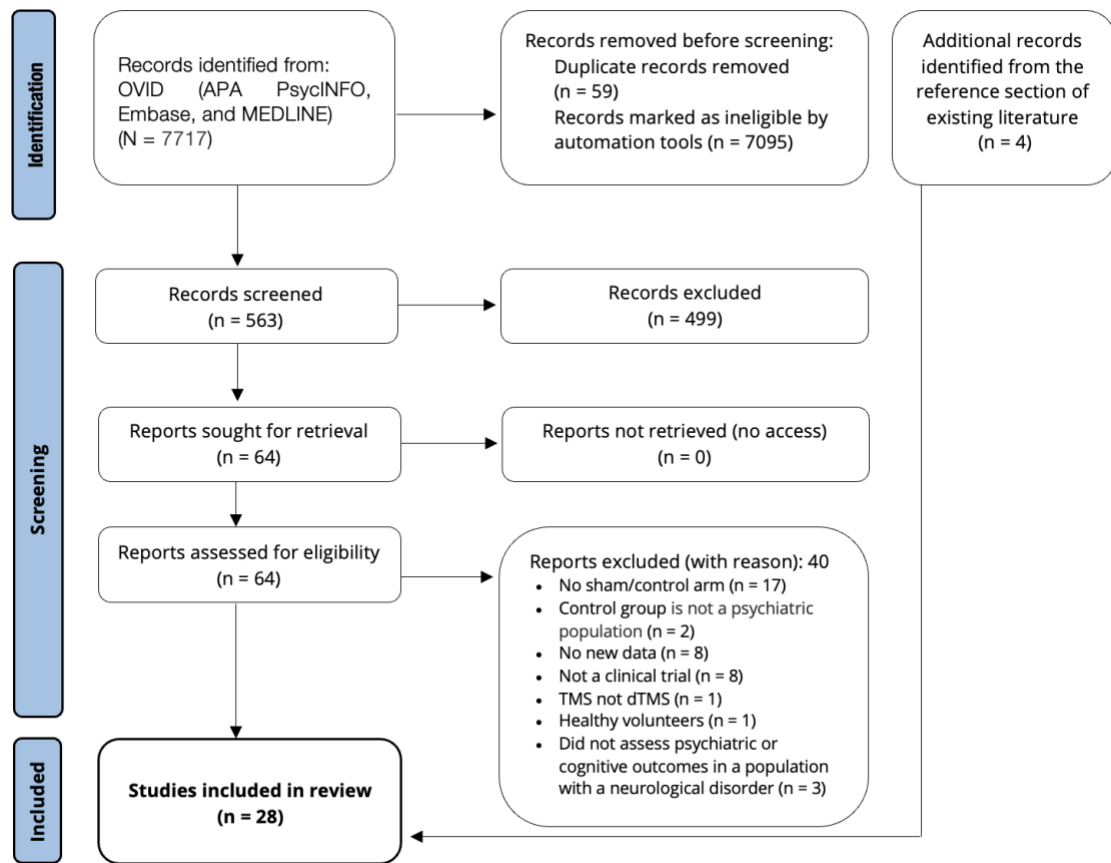 Identification
Records identified from:
OVID (APA PsycINFO,
Embase, and MEDLINE)
(N = 7717)
Records removed before screening:
Duplicate records removed
(n = 59)
Records marked as ineligible by
automation tools (n = 7095)
Additional records
identified from the
reference section of
existing literature
(n = 4)
Screening
Records screened
(n = 563)
Records excluded
(n = 499)
Reports sought for retrieval
(n = 64)
Reports not retrieved (no access)
(n = 0)
Reports assessed for eligibility
(n = 64)
Reports excluded (with reason): 40
• No sham/control arm (n = 17)
• Control group is not a psychiatric
population (n = 2)
• No new data (n = 8)
• Not a clinical trial (n = 8)
• TMS not dTMS (n = 1)
• Healthy volunteers (n = 1)
• Did not assess psychiatric or
cognitive outcomes in a population
with a neurological disorder (n = 3)
Included
Studies included in review
(n = 28)